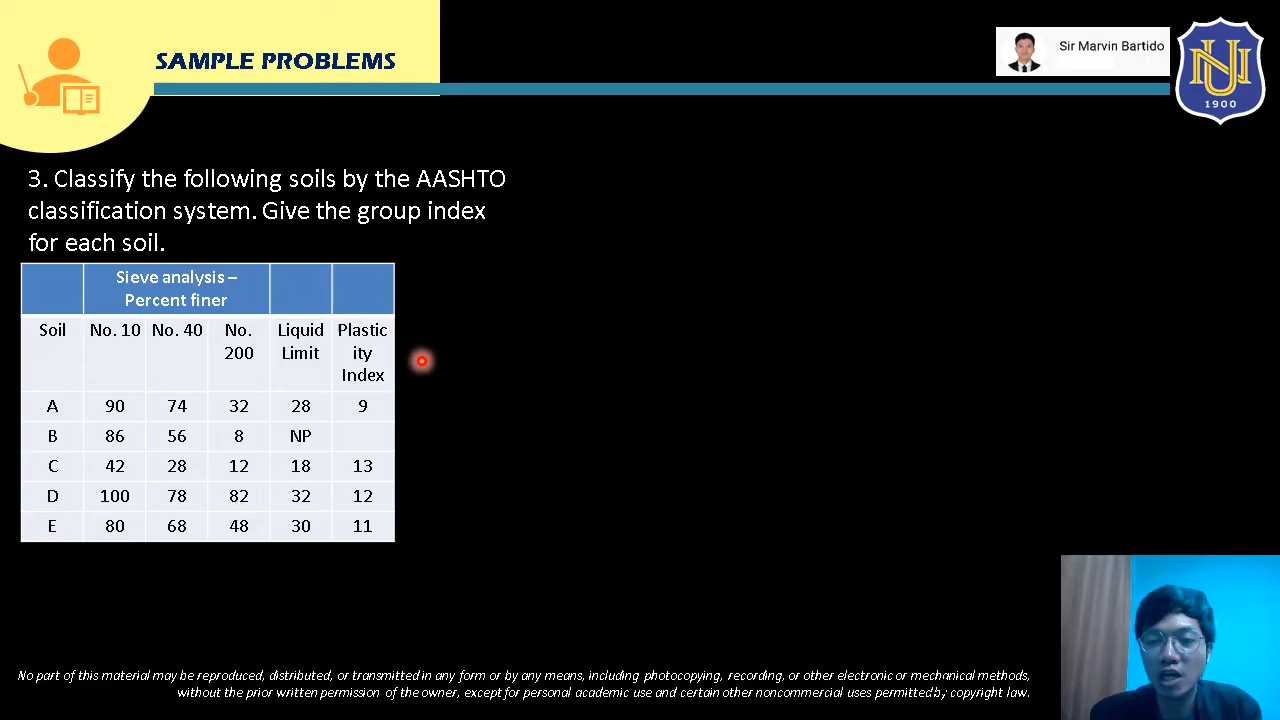 SAMPLE PROBLEMS
Sir Marvin Bartido
NU
1900
3. Classify the following soils by the AASHTO
classification system. Give the group index
for each soil.
Sieve analysis –
Percent finer
Soil No. 10 No. 40 No. 200 Liquid Limit Plastic ity Index
A 90 74 32 28 9
B 86 56 8 NP
C 42 28 12 18 13
D 100 78 82 32 12
E 80 68 48 30 11
No part of this material may be reproduced, distributed, or transmitted in any form or by any means, including photocopying, recording, or other electronic or mechanical methods,
without the prior written permission of the owner, except for personal academic use and certain other noncommercial uses permitted by copyright law.